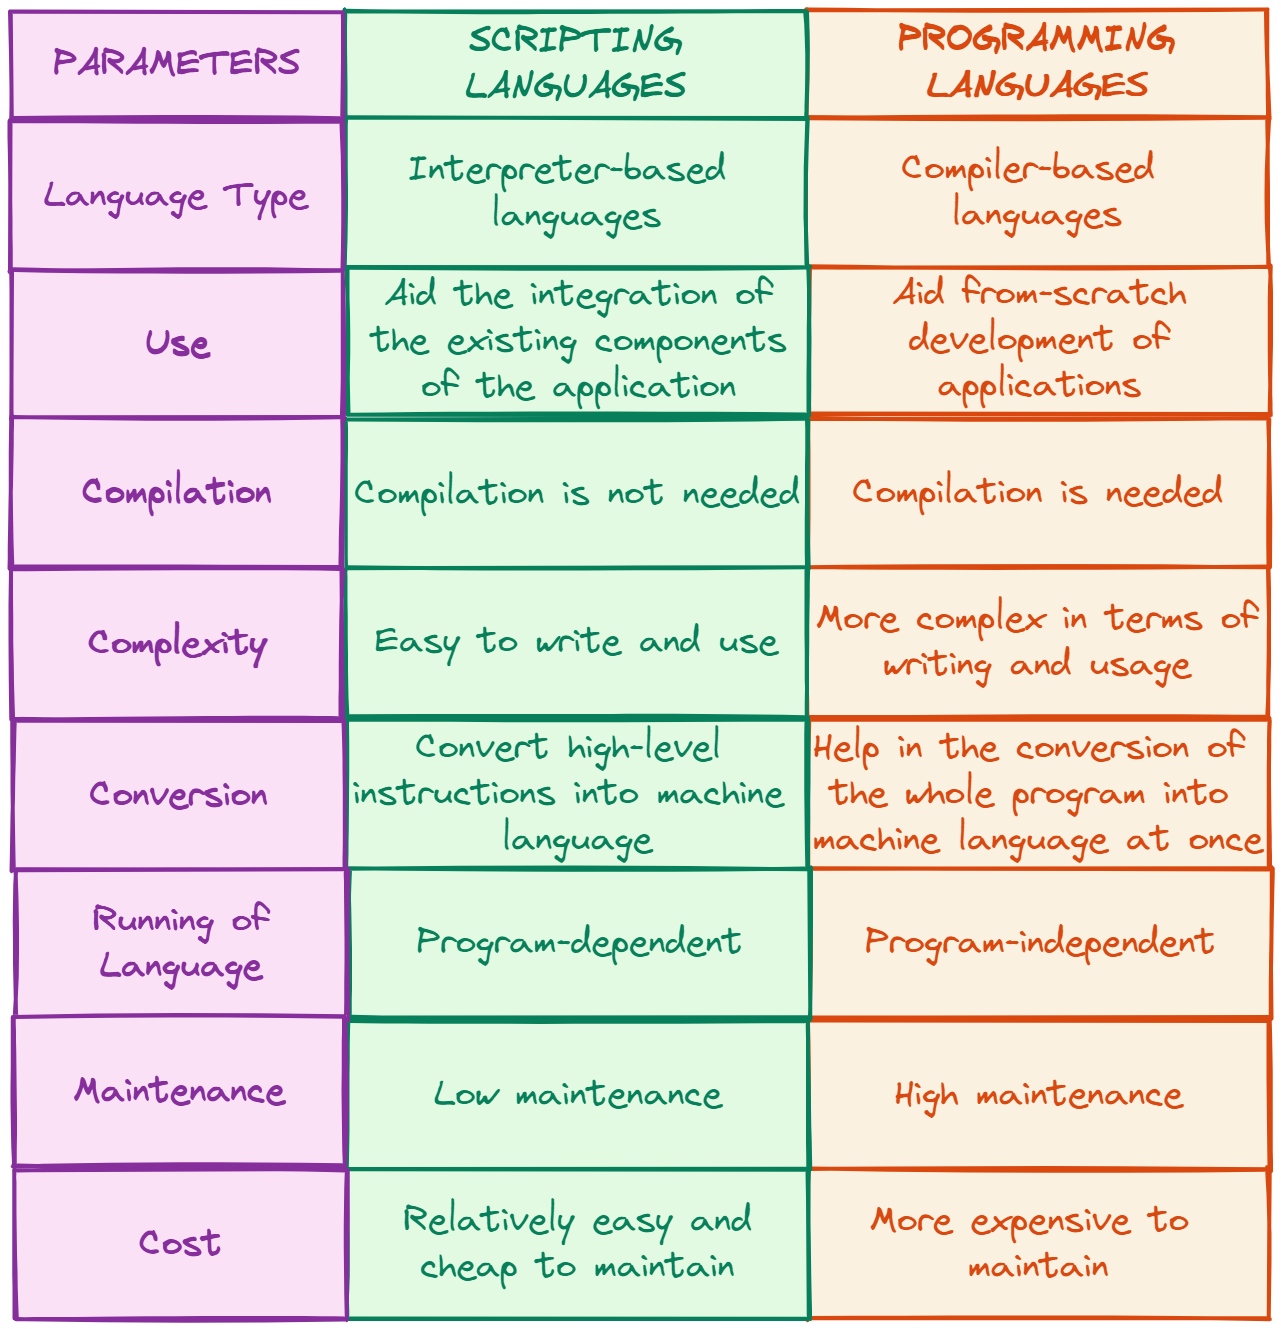 PARAMETERS
SCRIPTING
LANGUAGES
PROGRAMMING
LANGUAGES
Language Type
Interpreter-based
languages
Compiler-based
languages
Use
Aid the integration of
the existing components
of the application
Aid from-scratch
development of
applications
Compilation
Compilation is not needed
Compilation is needed
Complexity
Easy to write and use
More complex in terms of
writing and usage
Conversion
Convert high-level
instructions into machine
language
Help in the conversion of
the whole program into
machine language at once
Running of
Language
Program-dependent
Program-independent
Maintenance
Low maintenance
High maintenance
Cost
Relatively easy and
cheap to maintain
More expensive to
maintain